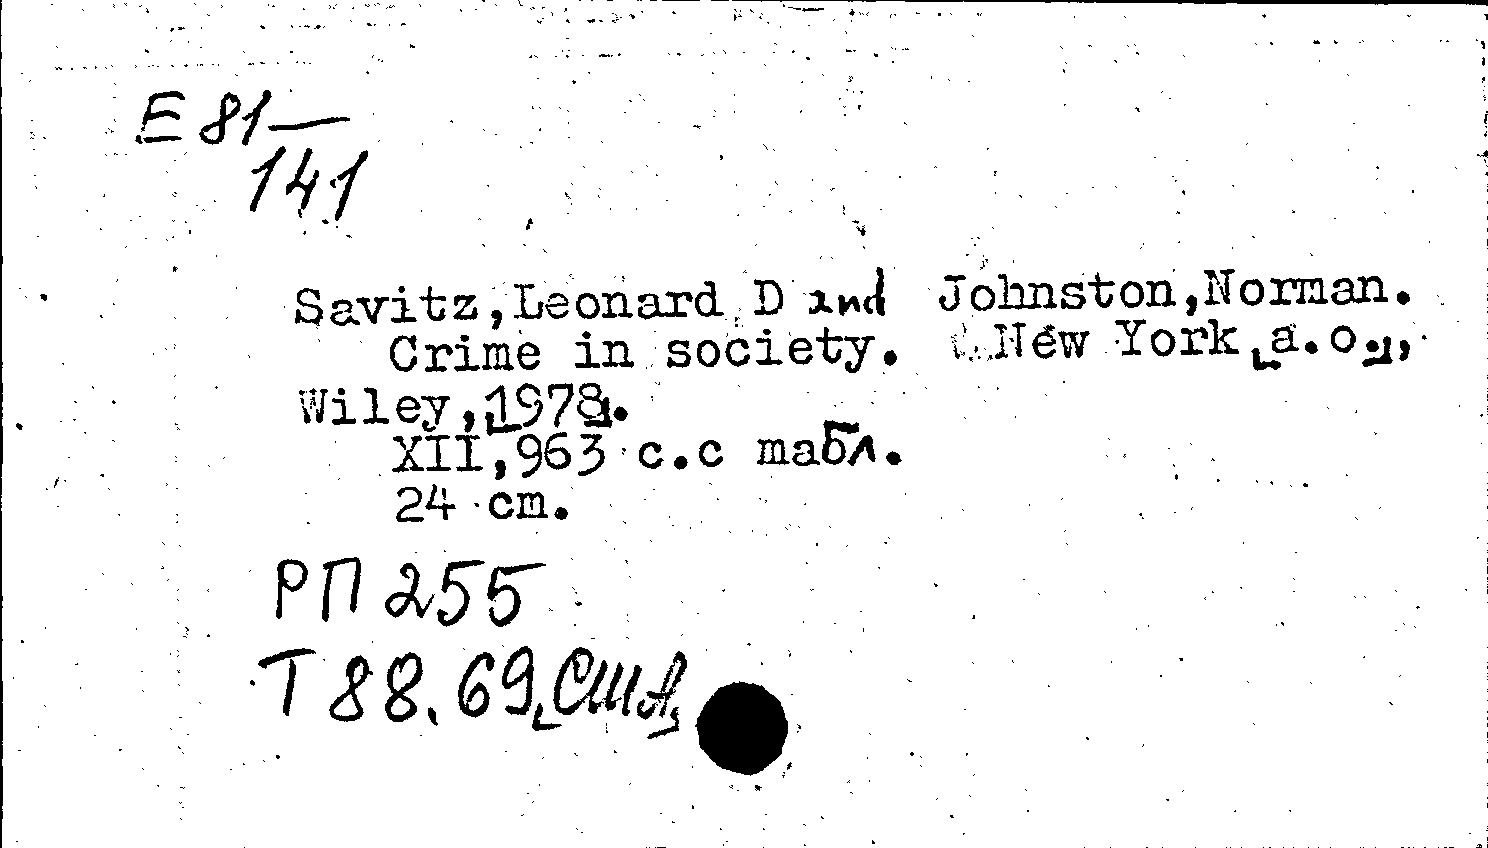 E 81—
141
Savitz,Leonard D and Johnston,Norman.
Crime in society. New York [a.o.],
Wiley,[1978].
XII,963 c.c табл.
24 cm.
РП 255
Т 88.69[США]